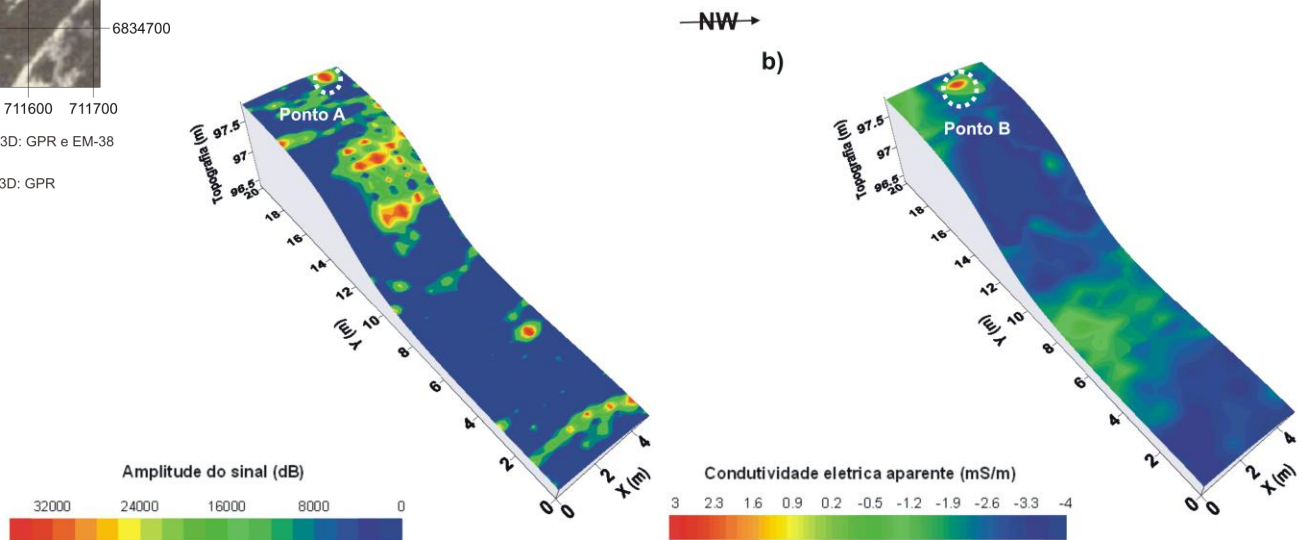 6834700
711600 711700
3D: GPR e EM-38
3D: GPR
Ponto A
Topografia (m)
97.5
97
96.5
20
18
16
14
12
10
8
6
4
2
0
Y (m)
0
2
4
X (m)
Amplitude do sinal (dB)
32000 24000 16000 8000 0
NW
b)
Ponto B
Topografia (m)
97.5
97
96.5
20
18
16
14
12
10
8
6
4
2
0
Y (m)
0
2
4
X (m)
Condutividade eletrica aparente (mS/m)
3 2.3 1.6 0.9 0.2 -0.5 -1.2 -1.9 -2.6 -3.3 -4